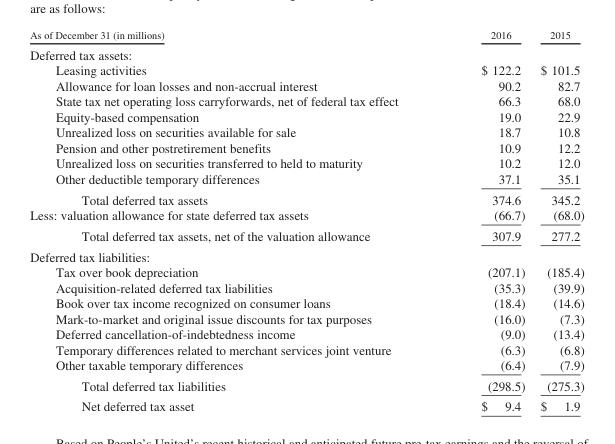 are as follows:
As of December 31 (in millions) 2016 2015
Deferred tax assets:
Leasing activities $ 122.2 $ 101.5
Allowance for loan losses and non-accrual interest 90.2 82.7
State tax net operating loss carryforwards, net of federal tax effect 66.3 68.0
Equity-based compensation 19.0 22.9
Unrealized loss on securities available for sale 18.7 10.8
Pension and other postretirement benefits 10.9 12.2
Unrealized loss on securities transferred to held to maturity 10.2 12.0
Other deductible temporary differences 37.1 35.1
Total deferred tax assets 374.6 345.2
Less: valuation allowance for state deferred tax assets (66.7) (68.0)
Total deferred tax assets, net of the valuation allowance 307.9 277.2
Deferred tax liabilities:
Tax over book depreciation (207.1) (185.4)
Acquisition-related deferred tax liabilities (35.3) (39.9)
Book over tax income recognized on consumer loans (18.4) (14.6)
Mark-to-market and original issue discounts for tax purposes (16.0) (7.3)
Deferred cancellation-of-indebtedness income (9.0) (13.4)
Temporary differences related to merchant services joint venture (6.3) (6.8)
Other taxable temporary differences (6.4) (7.9)
Total deferred tax liabilities (298.5) (275.3)
Net deferred tax asset $ 9.4 $ 1.9
Based on People's United's recent historical and anticipated future pre-tax earnings and the reversal of